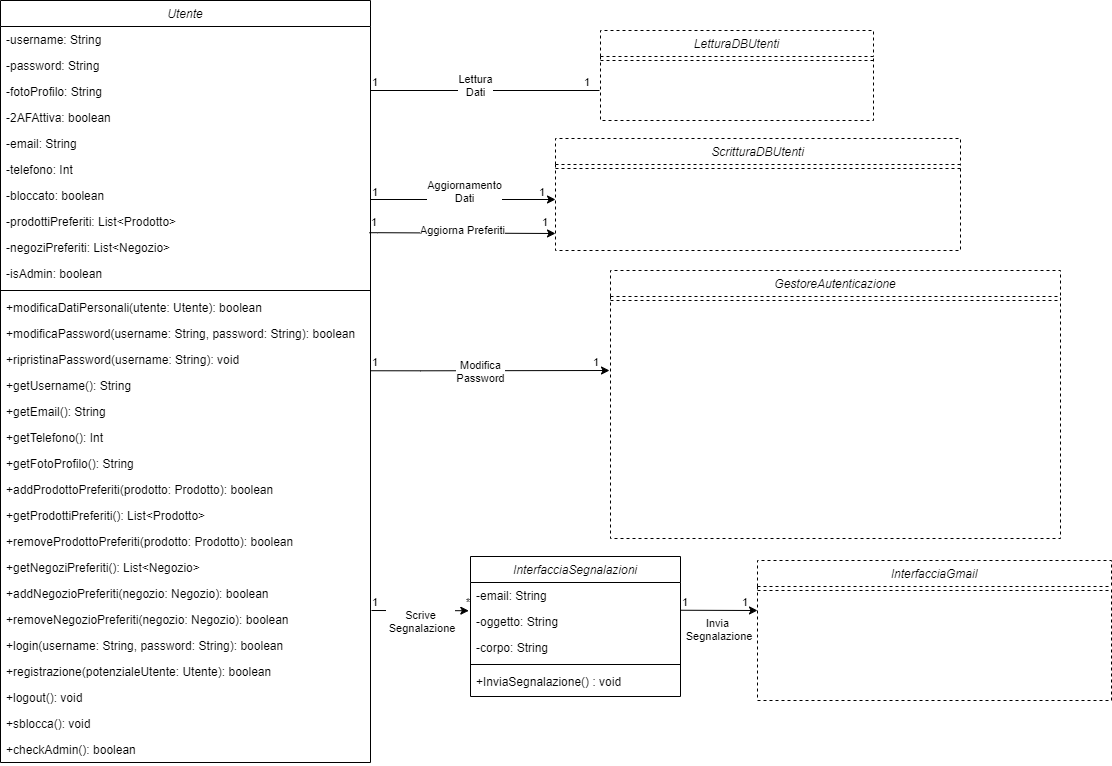 Utente
-username: String
-password: String
-fotoProfilo: String
-2AFAttiva: boolean
-email: String
-telefono: Int
-bloccato: boolean
-prodottiPreferiti: List<Prodotto>
-negoziPreferiti: List<Negozio>
-isAdmin: boolean
+modificaDatiPersonali(utente: Utente): boolean
+modificaPassword(username: String, password: String): boolean
+ripristinaPassword(username: String): void
+getUsername(): String
+getEmail(): String
+getTelefono(): Int
+getFotoProfilo(): String
+addProdottoPreferiti(prodotto: Prodotto): boolean
+getProdottiPreferiti(): List<Prodotto>
+removeProdottoPreferiti(prodotto: Prodotto): boolean
+getNegoziPreferiti(): List<Negozio>
+addNegozioPreferiti(negozio: Negozio): boolean
+removeNegozioPreferiti(negozio: Negozio): boolean
+login(username: String, password: String): boolean
+registrazione(potenzialeUtente: Utente): boolean
+logout(): void
+sblocca(): void
+checkAdmin(): boolean
1
Lettura
Dati
1
LetturaDBUtenti
1
Aggiornamento
Dati
1
1
Aggiorna Preferiti
1
ScritturaDBUtenti
1
Modifica
Password
1
GestoreAutenticazione
1
Scrive
Segnalazione
*
InterfacciaSegnalazioni
-email: String
-oggetto: String
-corpo: String
+InviaSegnalazione() : void
1
Invia
Segnalazione
1
InterfacciaGmail